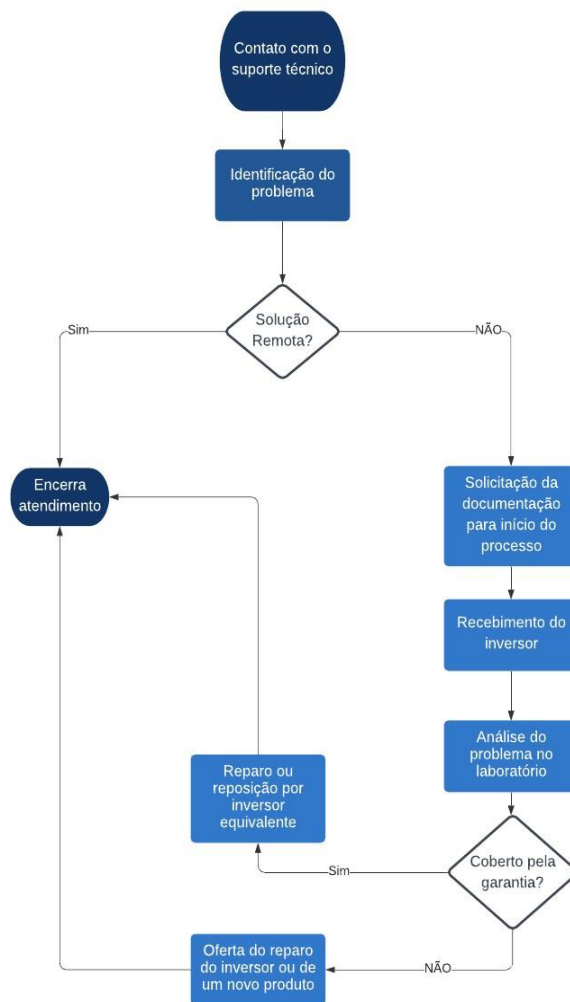 Contato com o
suporte técnico
Identificação do
problema
Solução
Remota?
Sim
NÃO
Encerra
atendimento
Solicitação da
documentação
para início do
processo
Recebimento do
inversor
Análise do
problema no
laboratório
Reparo ou
reposição por
inversor
equivalente
Coberto pela
garantia?
Sim
NÃO
Oferta do reparo
do inversor ou de
um novo produto